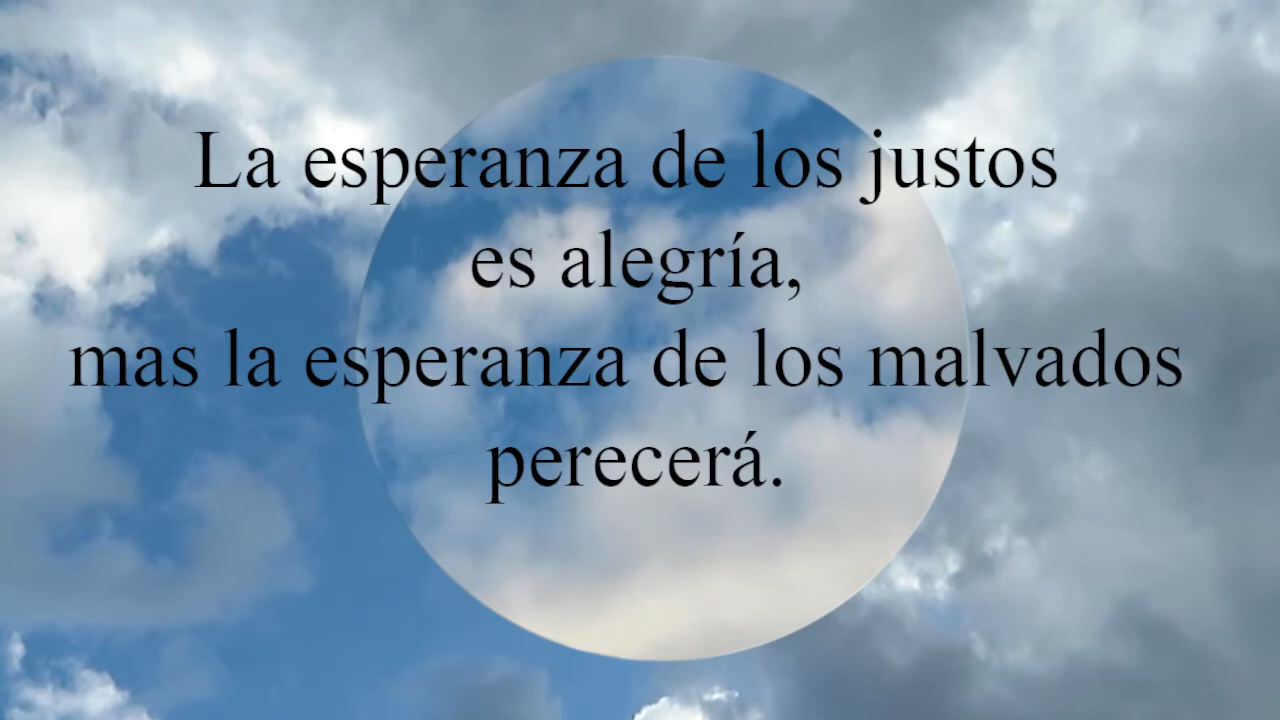 La esperanza de los justos
es alegría,
mas la esperanza de los malvados
perecerá.